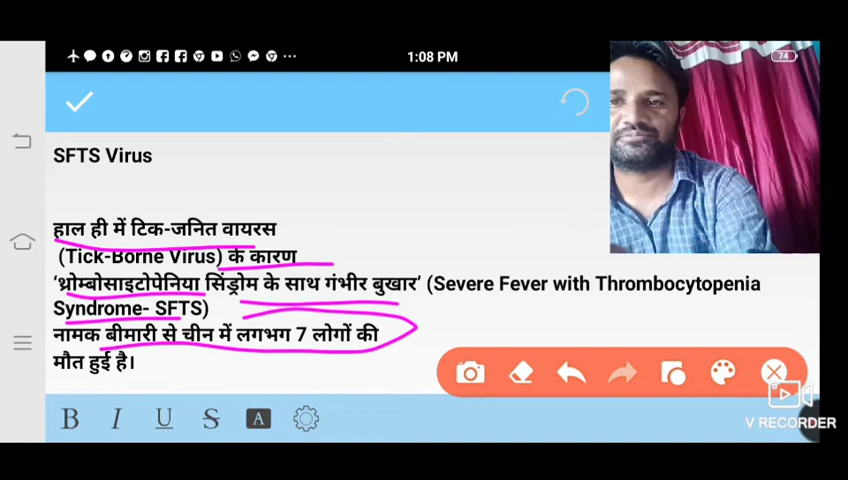 1:08 PM
74
SFTS Virus
हाल ही में टिक-जनित वायरस
(Tick-Borne Virus) के कारण
‘थ्रोम्बोसाइटोपेनिया सिंड्रोम के साथ गंभीर बुखार’ (Severe Fever with Thrombocytopenia
Syndrome- SFTS)
नामक बीमारी से चीन में लगभग 7 लोगों की
मौत हुई है।
B I U S A
V RECORDER